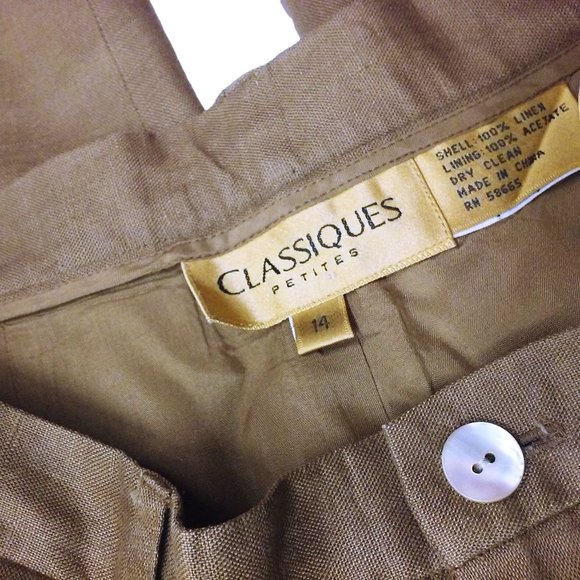 CLASSIQUES
PETITES
14
SHELL: 100% LINEN
LINING: 100% ACETATE
DRY CLEAN
MADE IN CHINA
RN 58665